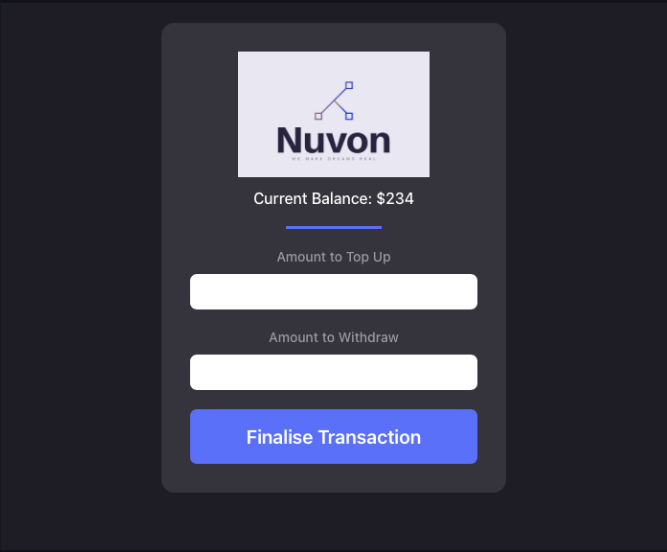 Nuvon
WE MAKE DREAMS REAL
Current Balance: $234
Amount to Top Up
Amount to Withdraw
Finalise Transaction